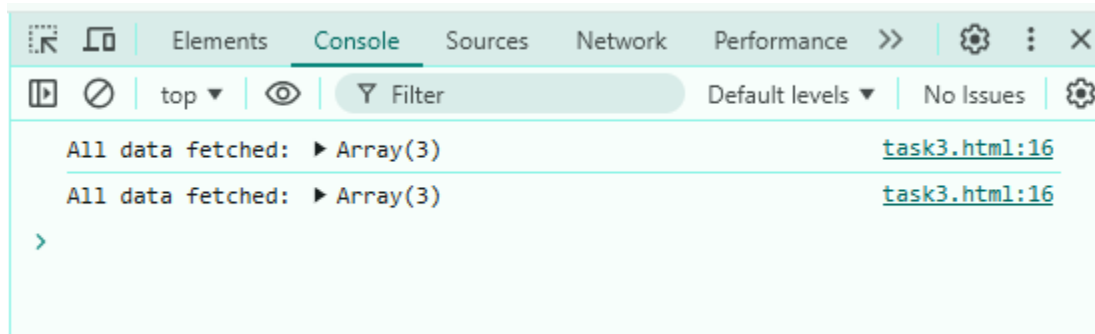 Elements Console Sources Network Performance
top Filter Default levels No Issues
All data fetched: Array(3) task3.html:16
All data fetched: Array(3) task3.html:16